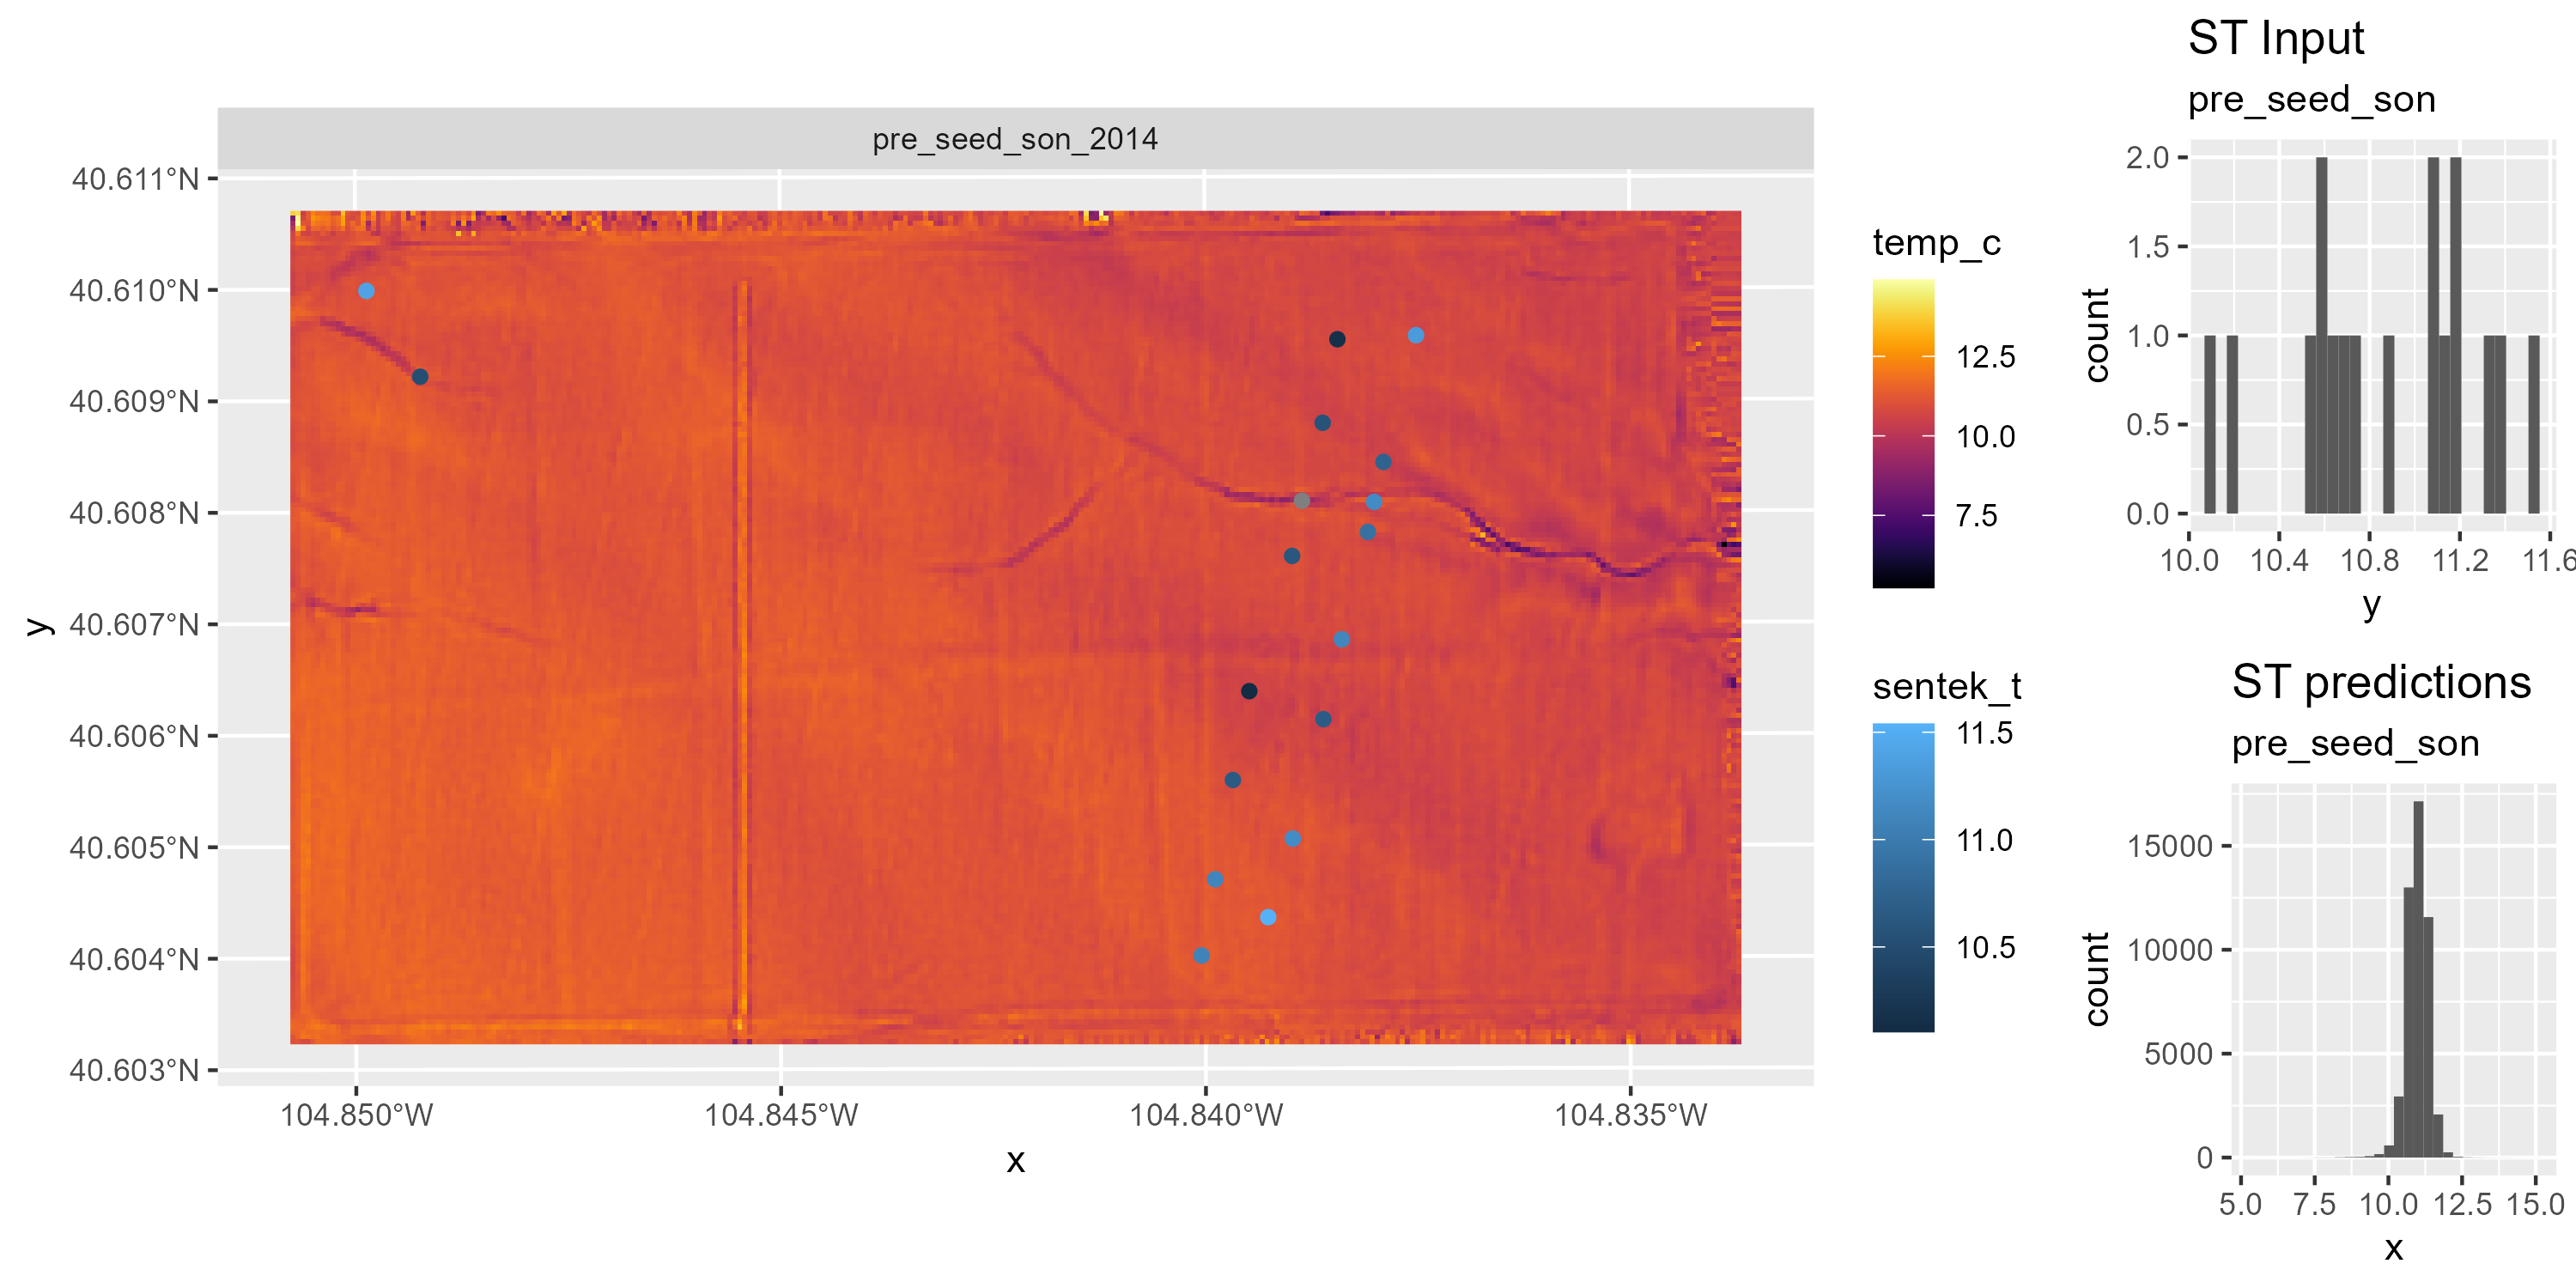 pre_seed_son_2014
40.611°N
40.610°N
40.609°N
40.608°N
40.607°N
40.606°N
40.605°N
40.604°N
40.603°N
y
104.850°W 104.845°W 104.840°W 104.835°W
x
temp_c
12.5
10.0
7.5
sentek_t
11.5
11.0
10.5
ST Input
pre_seed_son
2.0
1.5
1.0
0.5
0.0
count
10.0 10.4 10.8 11.2 11.6
y
ST predictions
pre_seed_son
15000
10000
5000
0
count
5.0 7.5 10.0 12.5 15.0
x